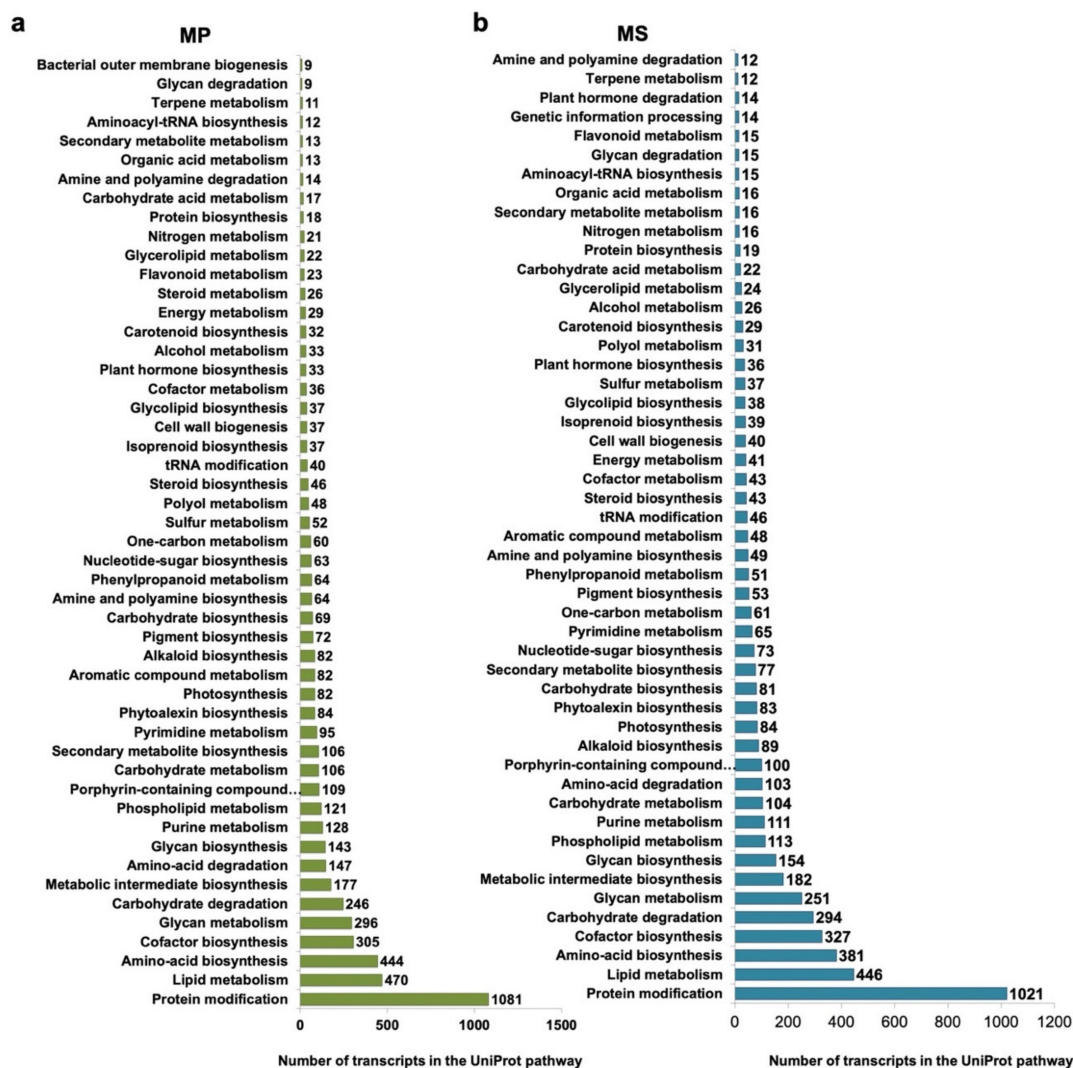 a
MP
Bacterial outer membrane biogenesis 9
Glycan degradation 9
Terpene metabolism 11
Aminoacyl-tRNA biosynthesis 12
Secondary metabolite metabolism 13
Organic acid metabolism 13
Amine and polyamine degradation 14
Carbohydrate acid metabolism 17
Protein biosynthesis 18
Nitrogen metabolism 21
Glycerolipid metabolism 22
Flavonoid metabolism 23
Steroid metabolism 26
Energy metabolism 29
Carotenoid biosynthesis 32
Alcohol metabolism 33
Plant hormone biosynthesis 33
Cofactor metabolism 36
Glycolipid biosynthesis 37
Cell wall biogenesis 37
Isoprenoid biosynthesis 37
tRNA modification 40
Steroid biosynthesis 46
Polyol metabolism 48
Sulfur metabolism 52
One-carbon metabolism 60
Nucleotide-sugar biosynthesis 63
Phenylpropanoid metabolism 64
Amine and polyamine biosynthesis 64
Carbohydrate biosynthesis 69
Pigment biosynthesis 72
Alkaloid biosynthesis 82
Aromatic compound metabolism 82
Photosynthesis 82
Phytoalexin biosynthesis 84
Pyrimidine metabolism 95
Secondary metabolite biosynthesis 106
Carbohydrate metabolism 106
Porphyrin-containing compound... 109
Phospholipid metabolism 121
Purine metabolism 128
Glycan biosynthesis 143
Amino-acid degradation 147
Metabolic intermediate biosynthesis 177
Carbohydrate degradation 246
Glycan metabolism 296
Cofactor biosynthesis 305
Amino-acid biosynthesis 444
Lipid metabolism 470
Protein modification 1081
0 500 1000 1500
Number of transcripts in the UniProt pathway
b
MS
Amine and polyamine degradation 12
Terpene metabolism 12
Plant hormone degradation 14
Genetic information processing 14
Flavonoid metabolism 15
Glycan degradation 15
Aminoacyl-tRNA biosynthesis 15
Organic acid metabolism 16
Secondary metabolite metabolism 16
Nitrogen metabolism 16
Protein biosynthesis 19
Carbohydrate acid metabolism 22
Glycerolipid metabolism 24
Alcohol metabolism 26
Carotenoid biosynthesis 29
Polyol metabolism 31
Plant hormone biosynthesis 36
Sulfur metabolism 37
Glycolipid biosynthesis 38
Isoprenoid biosynthesis 39
Cell wall biogenesis 40
Energy metabolism 41
Cofactor metabolism 43
Steroid biosynthesis 43
tRNA modification 46
Aromatic compound metabolism 48
Amine and polyamine biosynthesis 49
Phenylpropanoid metabolism 51
Pigment biosynthesis 53
One-carbon metabolism 61
Pyrimidine metabolism 65
Nucleotide-sugar biosynthesis 73
Secondary metabolite biosynthesis 77
Carbohydrate biosynthesis 81
Phytoalexin biosynthesis 83
Photosynthesis 84
Alkaloid biosynthesis 89
Porphyrin-containing compound... 100
Amino-acid degradation 103
Carbohydrate metabolism 104
Purine metabolism 111
Phospholipid metabolism 113
Glycan biosynthesis 154
Metabolic intermediate biosynthesis 182
Glycan metabolism 251
Carbohydrate degradation 294
Cofactor biosynthesis 327
Amino-acid biosynthesis 381
Lipid metabolism 446
Protein modification 1021
0 200 400 600 800 1000 1200
Number of transcripts in the UniProt pathway